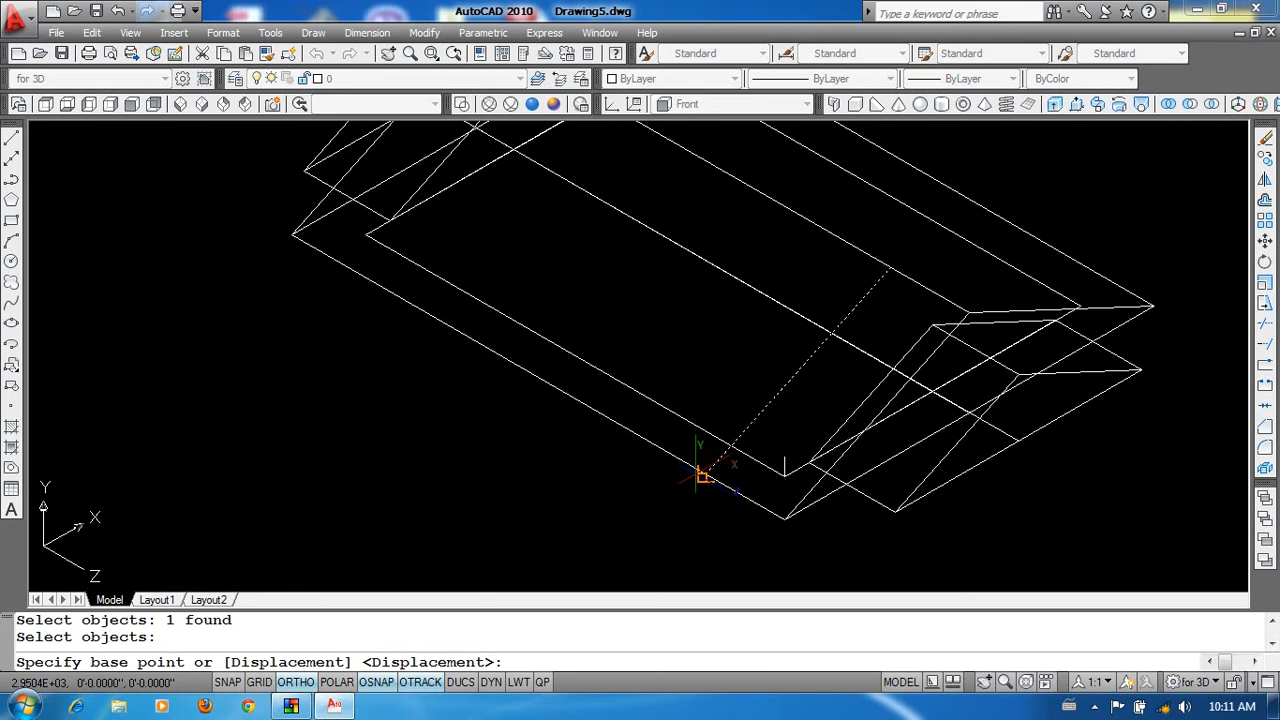 AutoCAD 2010 Drawing5.dwg
Type a keyword or phrase
File Edit View Insert Format Tools Draw Dimension Modify Parametric Express Window Help
Standard Standard Standard Standard
for 3D 0 ByLayer ByLayer ByLayer ByColor
Front
Y
X
Y
X
Z
Model Layout1 Layout2
Select objects: 1 found
Select objects:
Specify base point or [Displacement] <Displacement>:
2.9504E+03, 0'-0.0000", 0'-0.0000" SNAP GRID ORTHO POLAR OSNAP OTRACK DUCS DYN LWT QP MODEL 1:1 for 3D
10:11 AM